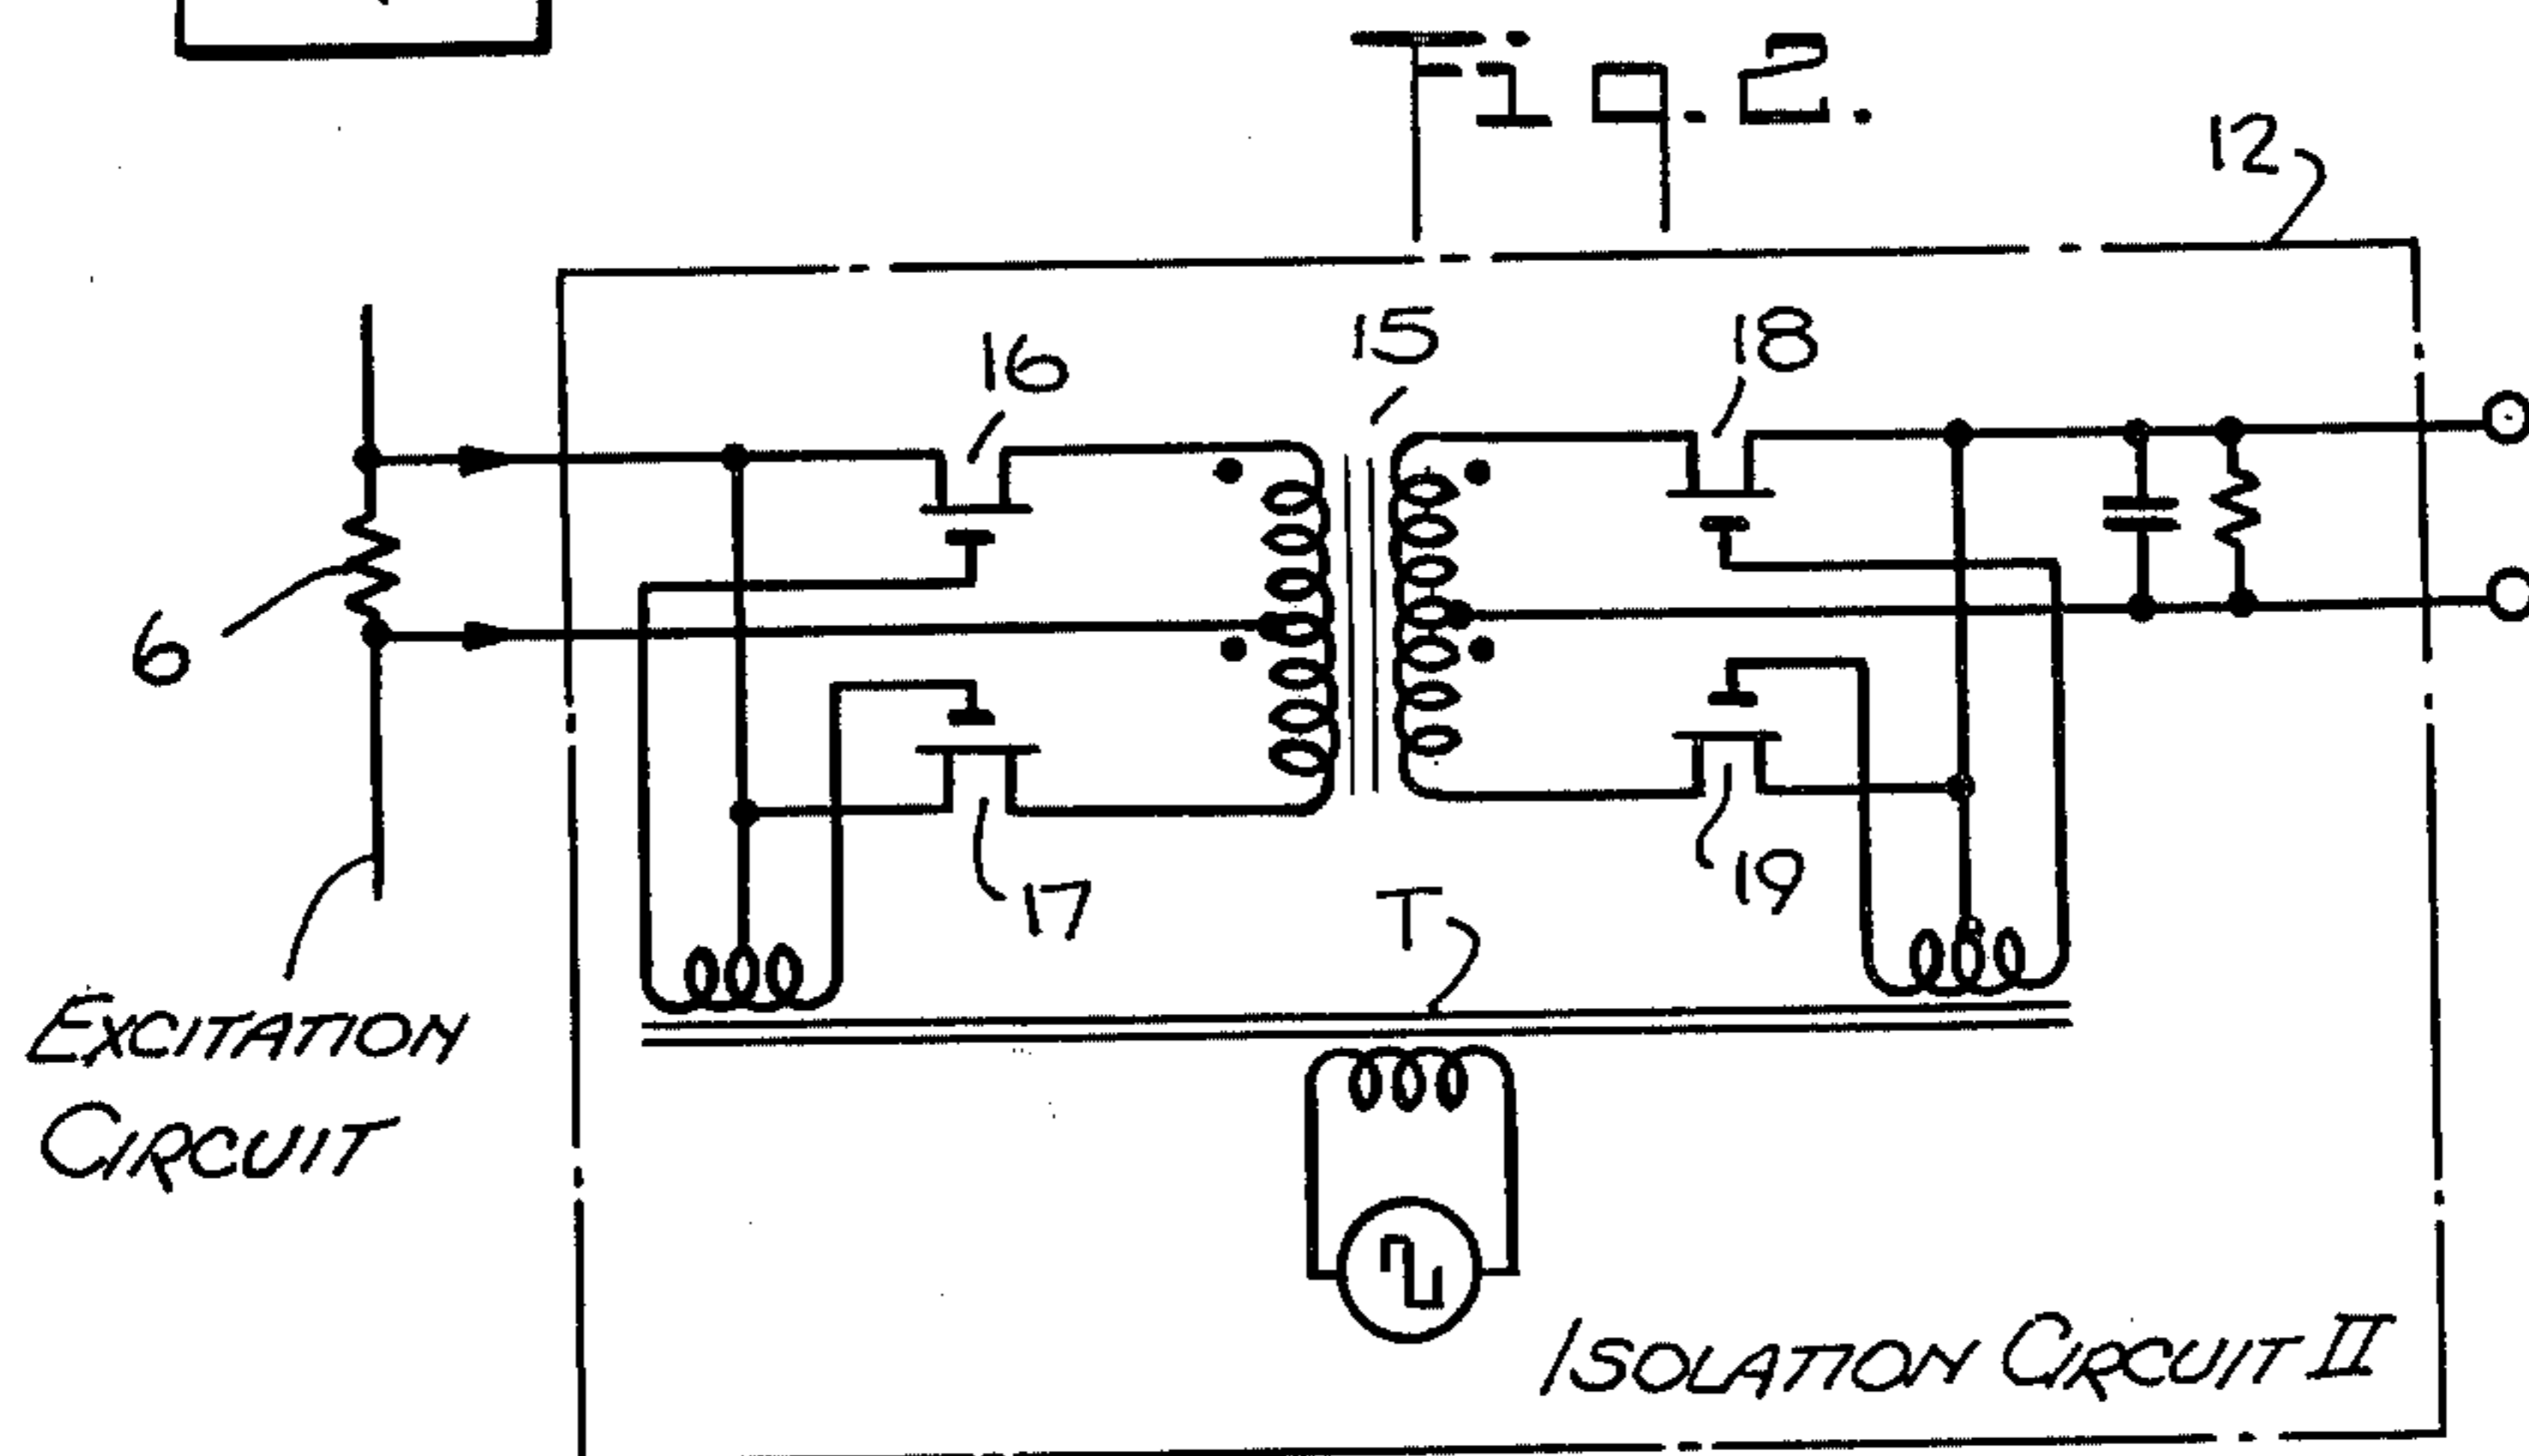 Fig. 2.
12
15
18
16
6
17
19
T
EXCITATION
CIRCUIT
ISOLATION CIRCUIT II